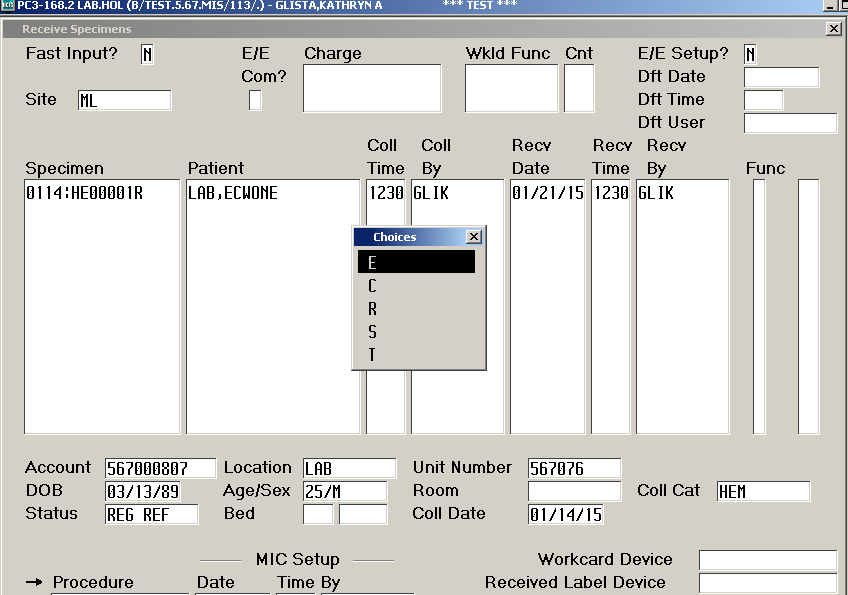 PC3-168.2 LAB.HOL (B/TEST.5.67.MIS/113/.) - GLISTA,KATHRYN A *** TEST ***
Receive Specimens
Fast Input? N E/E Charge Wkld Func Cnt E/E Setup? N
Com? Dft Date
Site ML Dft Time
Dft User
Coll Coll Recv Recv Recv
Specimen Patient Time By Date Time By Func
0114:HE00001R LAB,ECWONE 1230 GLIK 01/21/15 1230 GLIK
Choices
E
C
R
S
T
Account 567000807 Location LAB Unit Number 567076
DOB 03/13/89 Age/Sex 25/M Room Coll Cat HEM
Status REG REF Bed Coll Date 01/14/15
MIC Setup Workcard Device
→ Procedure Date Time By Received Label Device